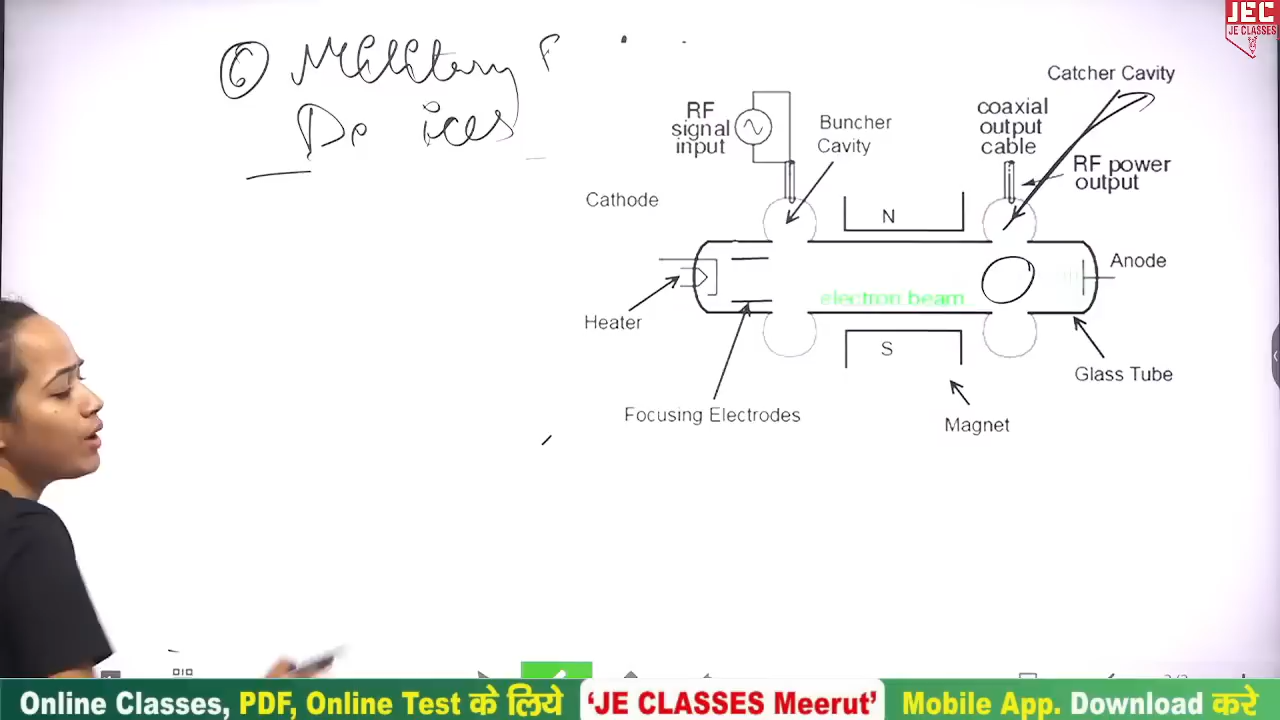 JEC
JE CLASSES
6 Military
Catcher Cavity
RF
signal
input
Buncher
Cavity
coaxial
output
cable
RF power
output
Cathode
N
Anode
electron beam
Heater
S
Glass Tube
Focusing Electrodes
Magnet
Online Classes, PDF, Online Test के लिये 'JE CLASSES Meerut' Mobile App. Download करे